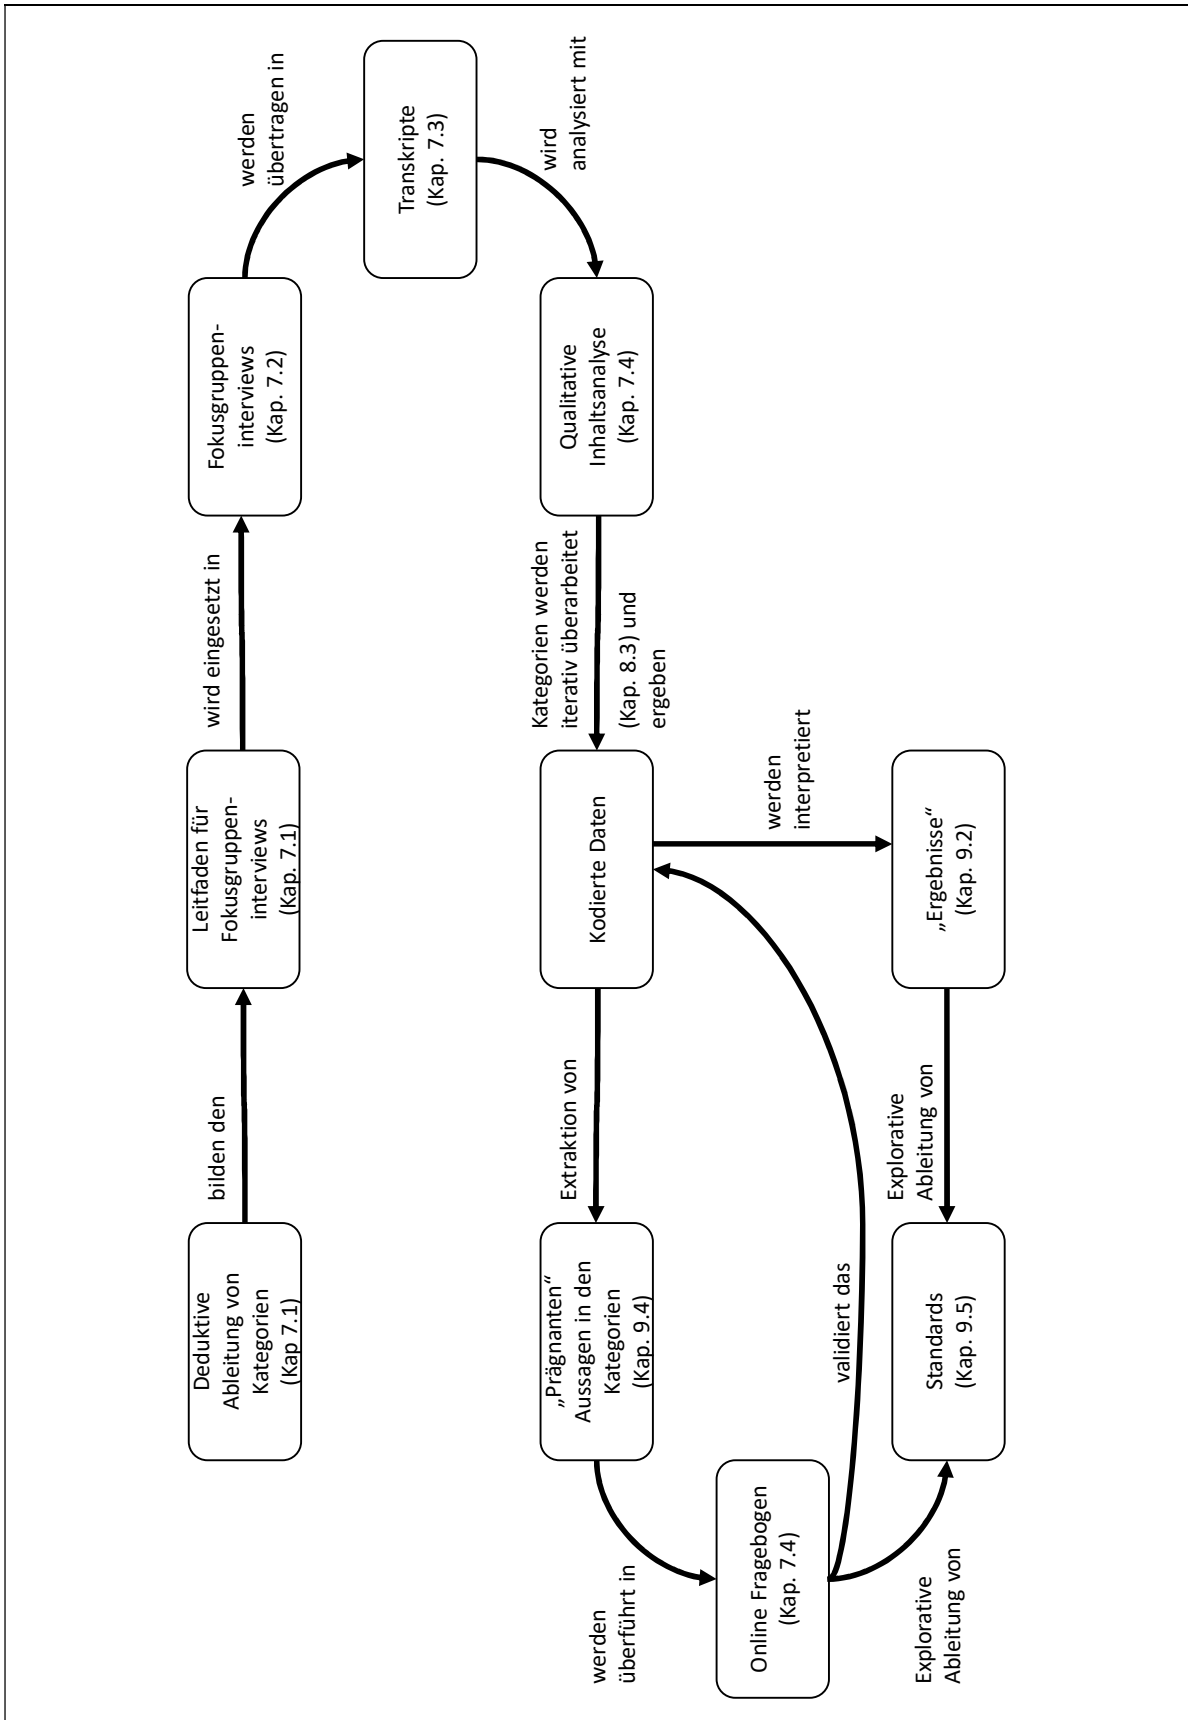 Deduktive
Ableitung von
Kategorien
(Kap 7.1)
bilden den
Leitfaden für
Fokusgruppen-
interviews
(Kap. 7.1)
wird eingesetzt in
Fokusgruppen-
interviews
(Kap. 7.2)
werden
übertragen in
Transkripte
(Kap. 7.3)
wird
analysiert mit
Qualitative
Inhaltsanalyse
(Kap. 7.4)
Kategorien werden
iterativ überarbeitet
(Kap. 8.3) und
ergeben
Kodierte Daten
Extraktion von
„Prägnanten“
Aussagen in den
Kategorien
(Kap. 9.4)
werden
überführt in
Online Fragebogen
(Kap. 7.4)
validiert das
werden
interpretiert
„Ergebnisse“
(Kap. 9.2)
Explorative
Ableitung von
Standards
(Kap. 9.5)
Explorative
Ableitung von